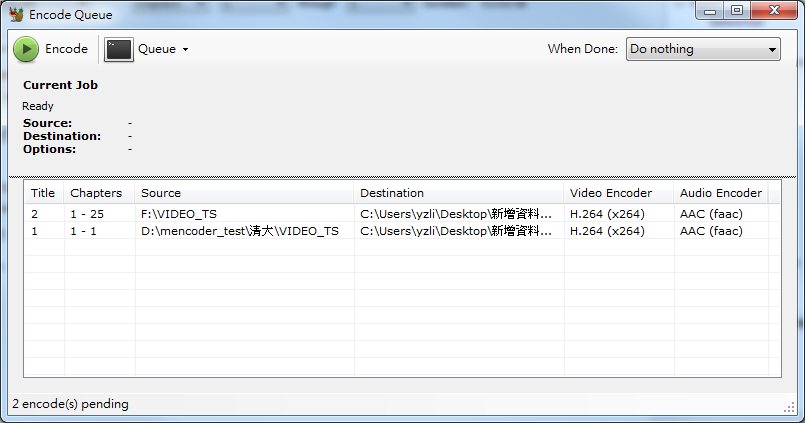 Encode Queue
Encode Queue When Done: Do nothing
Current Job
Ready
Source: -
Destination: -
Options: -
Title Chapters Source Destination Video Encoder Audio Encoder
2 1 - 25 F:\VIDEO_TS C:\Users\yzli\Desktop\新增資料... H.264 (x264) AAC (faac)
1 1 - 1 D:\mencoder_test\清大\VIDEO_TS C:\Users\yzli\Desktop\新增資料... H.264 (x264) AAC (faac)
2 encode(s) pending